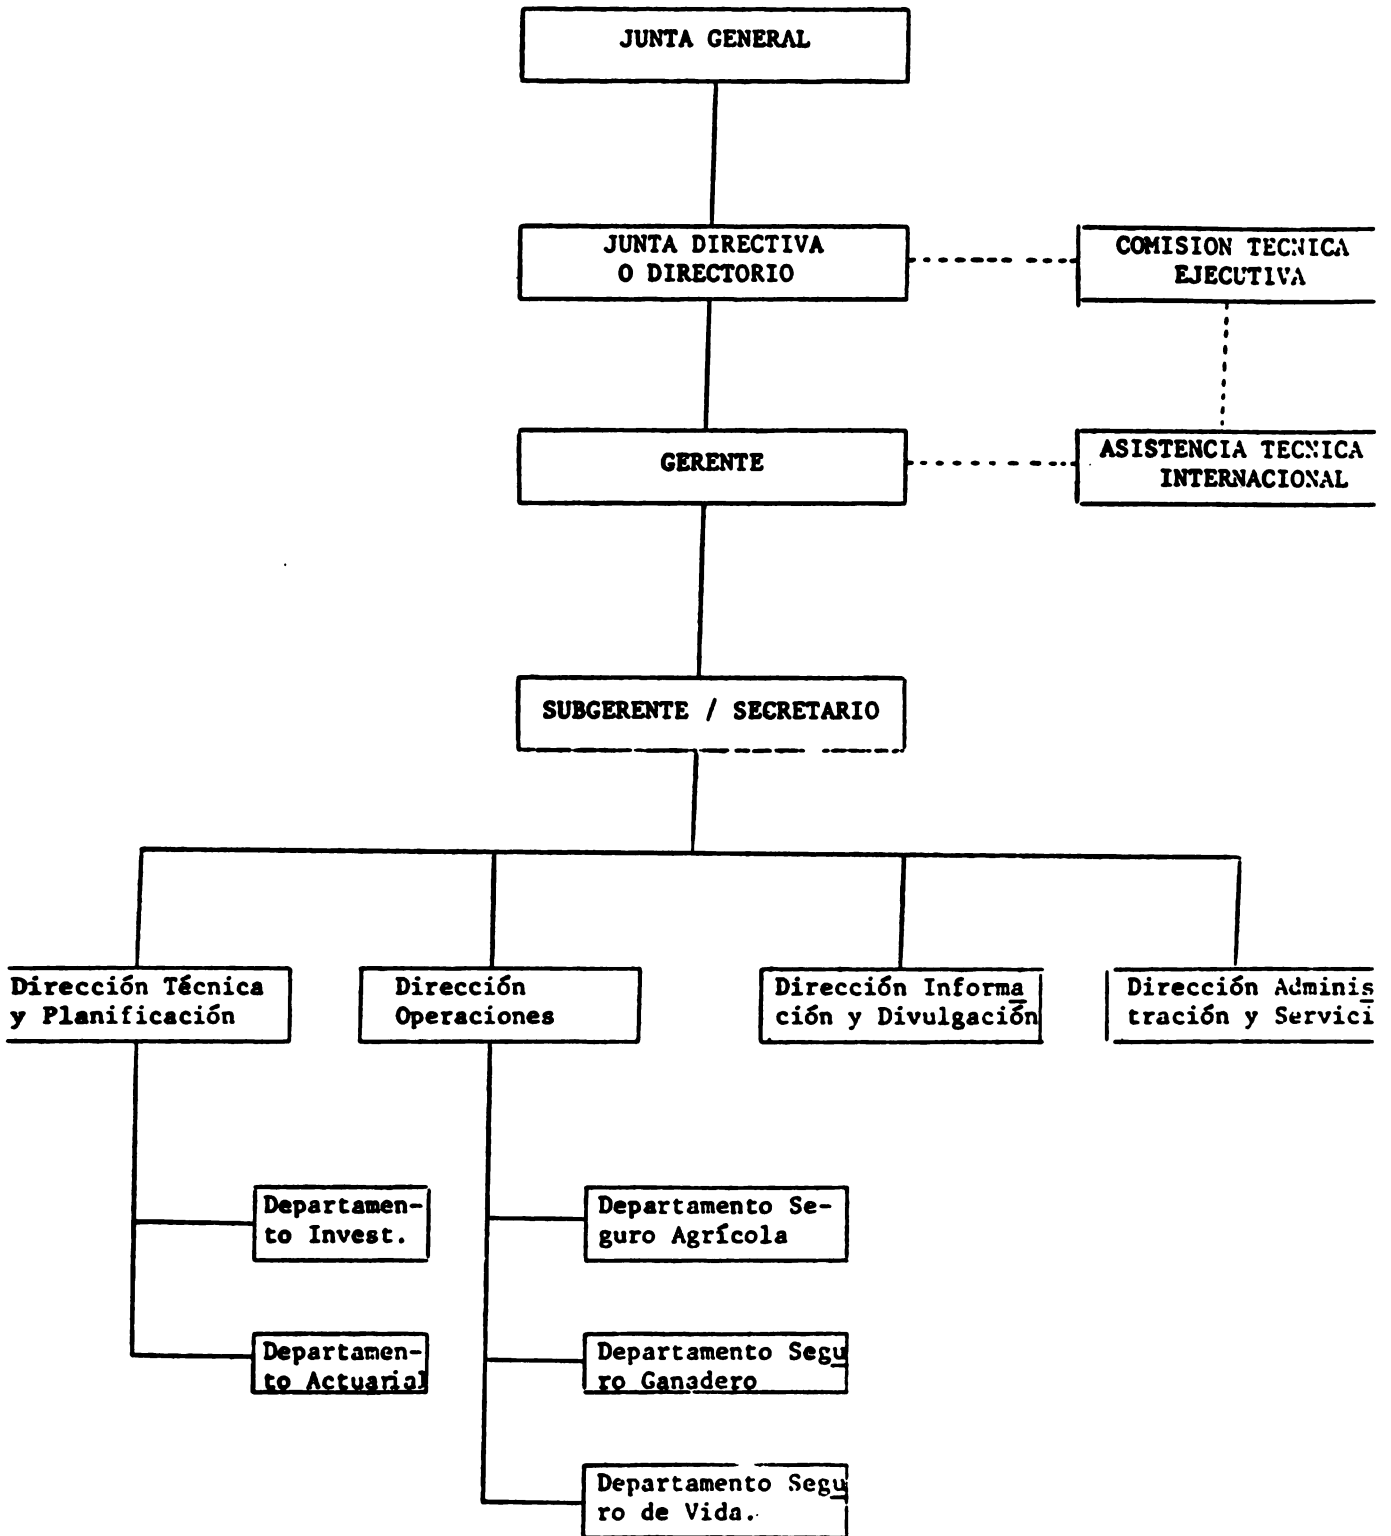 JUNTA GENERAL
JUNTA DIRECTIVA
O DIRECTORIO
COMISION TECNICA
EJECUTIVA
GERENTE
ASISTENCIA TECNICA
INTERNACIONAL
SUBGERENTE / SECRETARIO
Dirección Técnica
y Planificación
Dirección
Operaciones
Dirección Informa
ción y Divulgación
Dirección Adminis
tración y Servici
Departamen-
to Invest.
Departamento Se-
guro Agrícola
Departamen-
to Actuarial
Departamento Segu
ro Ganadero
Departamento Segu
ro de Vida.